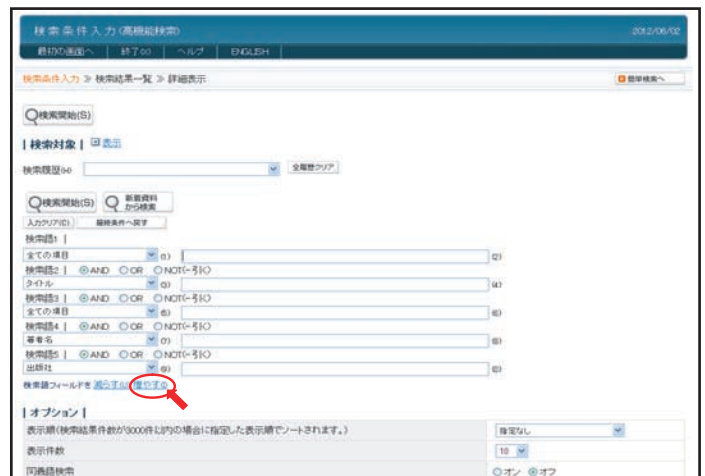 検索条件入力(高機能検索) 2012/06/02
最初の画面へ | 終了(X) | ヘルプ | ENGLISH |
検索条件入力 ≫ 検索結果一覧 ≫ 詳細表示 簡単検索へ
検索開始(S)
| 検索対象 | 表示
検索履歴(H) 全履歴クリア
検索開始(S) 新着資料から検索
入力クリア(C) 最終条件へ戻す
検索語1 |
全ての項目 (1) (2)
検索語2 | AND OR NOT(-引く)
タイトル (3) (4)
検索語3 | AND OR NOT(-引く)
全ての項目 (5) (6)
検索語4 | AND OR NOT(-引く)
著者名 (7) (8)
検索語5 | AND OR NOT(-引く)
出版社 (9)
検索語フィールドを 減らす 増やす
| オプション |
表示順(検索結果件数が3000件以内の場合に指定した表示順でソートされます。) 指定なし
表示件数 10
同義語検索 オン オフ